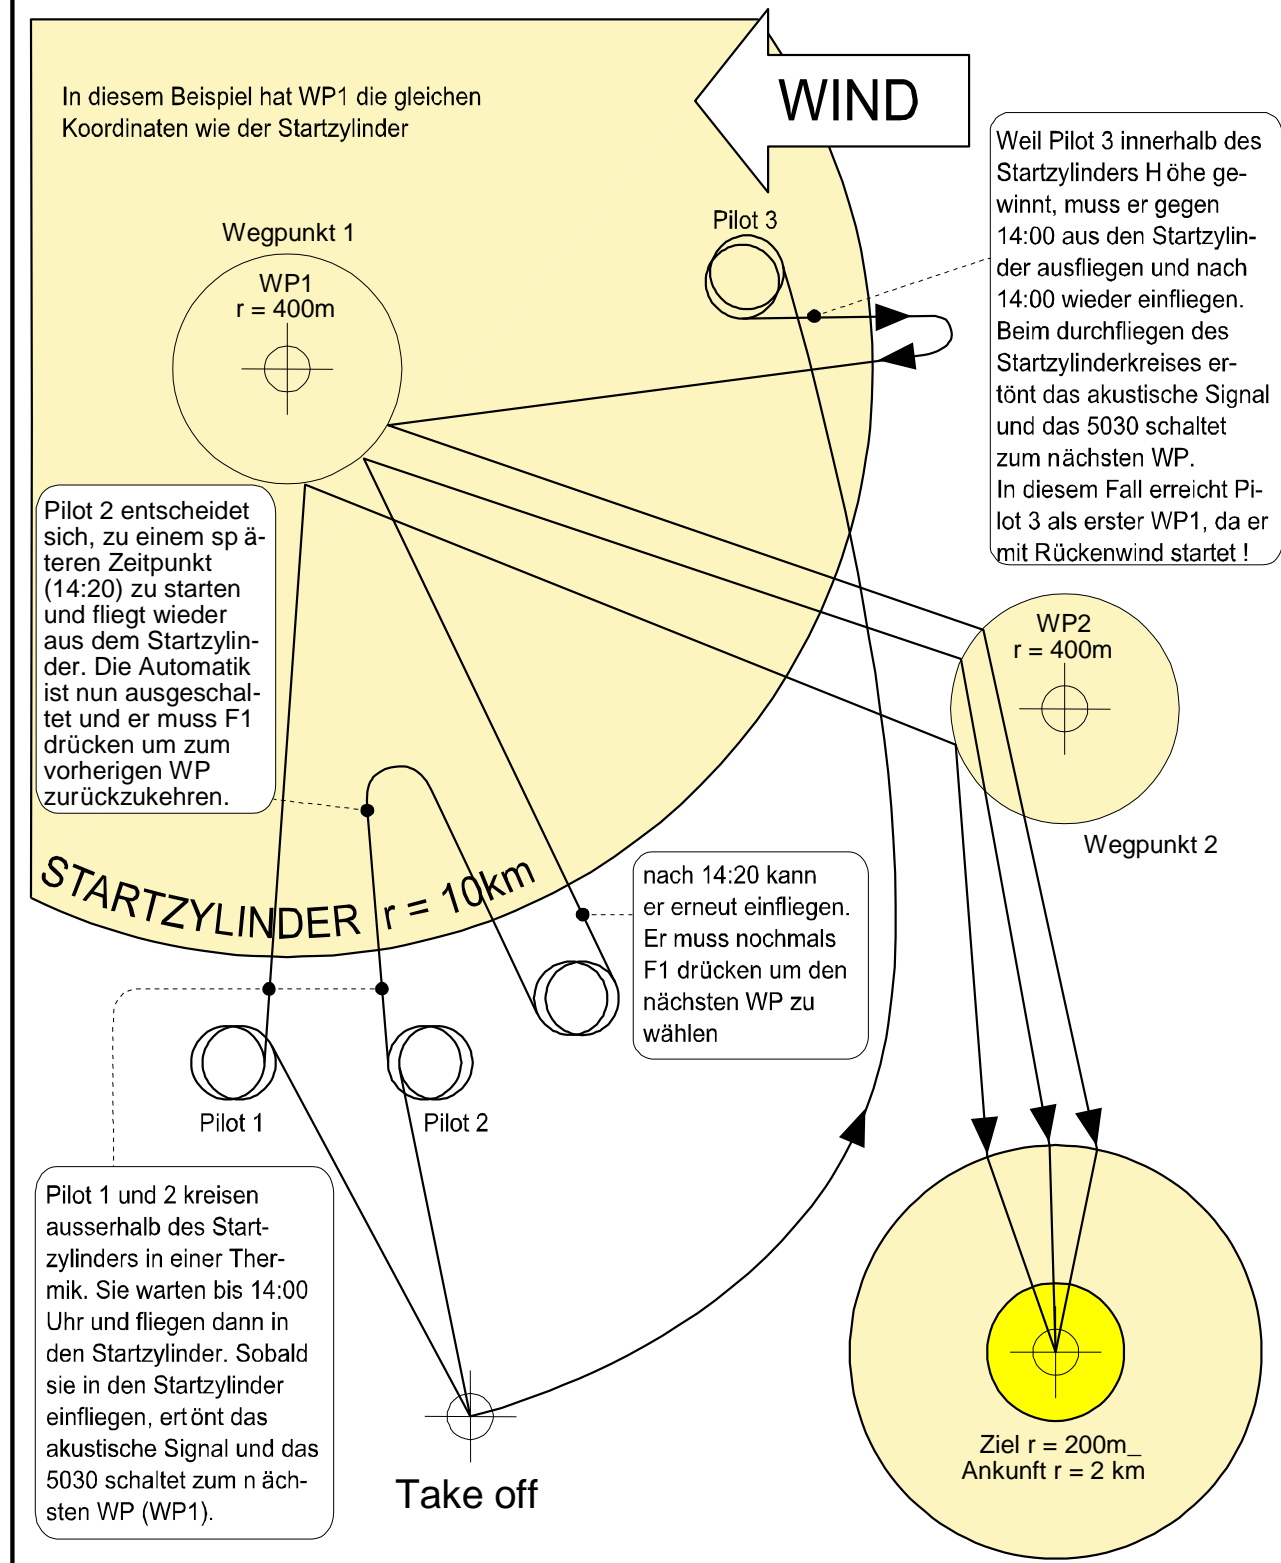 In diesem Beispiel hat WP1 die gleichen
Koordinaten wie der Startzylinder
WIND
Weil Pilot 3 innerhalb des
Startzylinders H öhe ge-
winnt, muss er gegen
14:00 aus den Startzylin-
der ausfliegen und nach
14:00 wieder einfliegen.
Beim durchfliegen des
Startzylinderkreises er-
tönt das akustische Signal
und das 5030 schaltet
zum nächsten WP.
In diesem Fall erreicht Pi-
lot 3 als erster WP1, da er
mit Rückenwind startet !
Pilot 3
Wegpunkt 1
WP1
r = 400m
Pilot 2 entscheidet
sich, zu einem sp ä-
teren Zeitpunkt
(14:20) zu starten
und fliegt wieder
aus dem Startzylin-
der. Die Automatik
ist nun ausgeschal-
tet und er muss F1
drücken um zum
vorherigen WP
zurückzukehren.
WP2
r = 400m
Wegpunkt 2
STARTZYLINDER r = 10km
nach 14:20 kann
er erneut einfliegen.
Er muss nochmals
F1 drücken um den
nächsten WP zu
wählen
Pilot 1
Pilot 2
Pilot 1 und 2 kreisen
ausserhalb des Start-
zylinders in einer Ther-
mik. Sie warten bis 14:00
Uhr und fliegen dann in
den Startzylinder. Sobald
sie in den Startzylinder
einfliegen, ertönt das
akustische Signal und das
5030 schaltet zum n äch-
sten WP (WP1).
Take off
Ziel r = 200m_
Ankunft r = 2 km